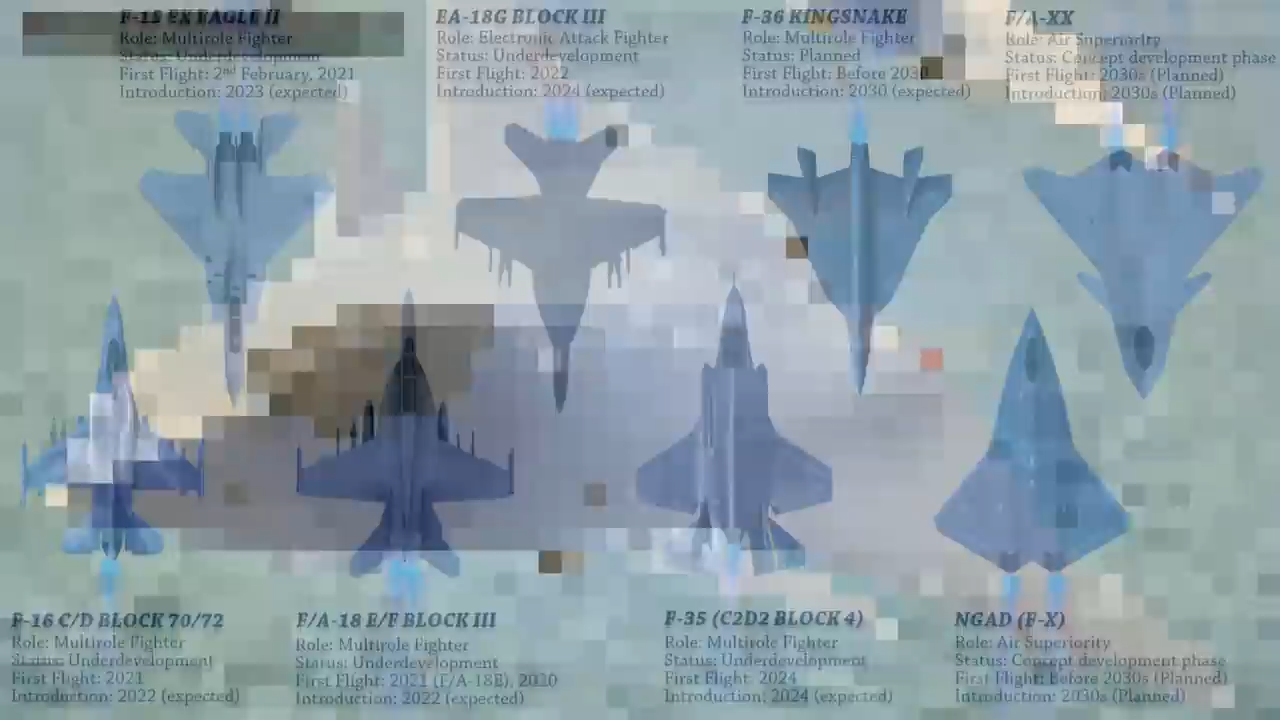 F-15 EX EAGLE II
Role: Multirole Fighter
Status: Underdevelopment
First Flight: 2nd February, 2021
Introduction: 2023 (expected)
EA-18G BLOCK III
Role: Electronic Attack Fighter
Status: Underdevelopment
First Flight: 2022
Introduction: 2024 (expected)
F-36 KINGSNAKE
Role: Multirole Fighter
Status: Planned
First Flight: Before 2030
Introduction: 2030 (expected)
F/A-XX
Role: Air Superiority
Status: Concept development phase
First Flight: 2030s (Planned)
Introduction: 2030s (Planned)
F-16 C/D BLOCK 70/72
Role: Multirole Fighter
Status: Underdevelopment
First Flight: 2021
Introduction: 2022 (expected)
F/A-18 E/F BLOCK III
Role: Multirole Fighter
Status: Underdevelopment
First Flight: 2021 (F/A-18E), 2020
Introduction: 2022 (expected)
F-35 (C2D2 BLOCK 4)
Role: Multirole Fighter
Status: Underdevelopment
First Flight: 2024
Introduction: 2024 (expected)
NGAD (F-X)
Role: Air Superiority
Status: Concept development phase
First Flight: Before 2030s (Planned)
Introduction: 2030s (Planned)